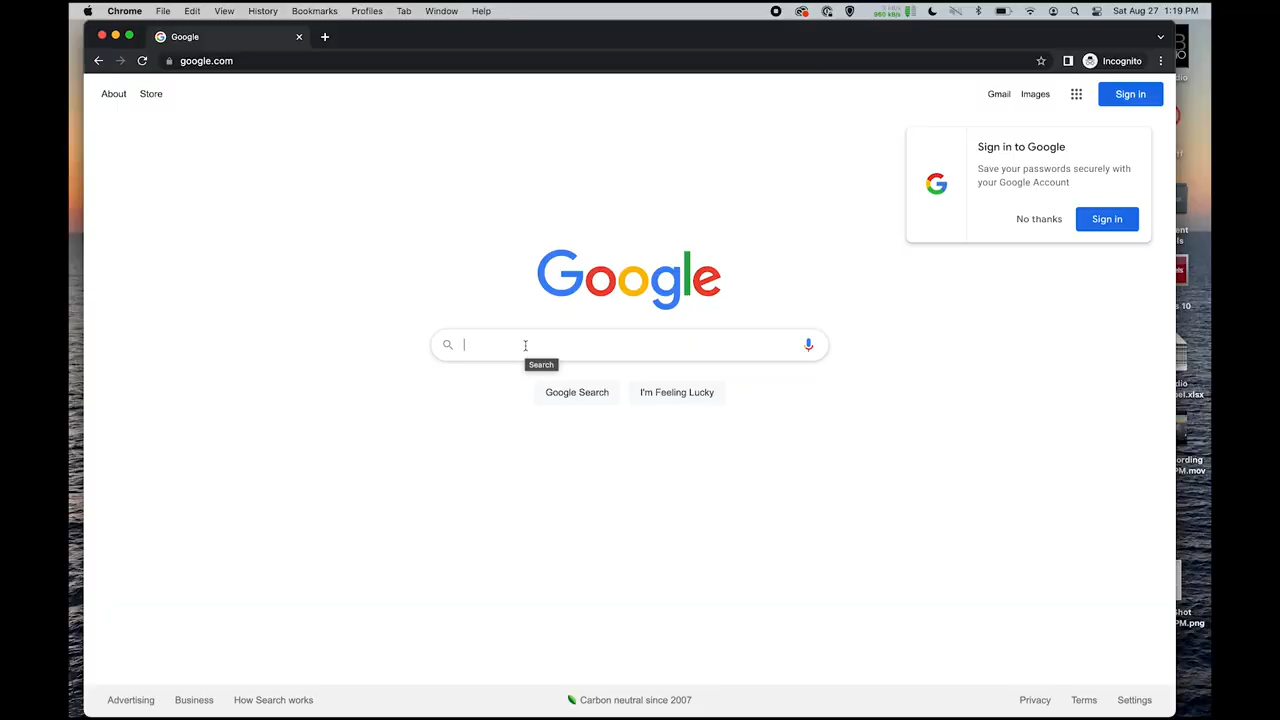 Chrome File Edit View History Bookmarks Profiles Tab Window Help
Sat Aug 27 1:19 PM
Google
google.com
Incognito
About Store
Gmail Images
Sign in
Sign in to Google
Save your passwords securely with
your Google Account
No thanks Sign in
Google
Search
Google Search I'm Feeling Lucky
Advertising Business How Search works
Carbon neutral since 2007
Privacy Terms Settings